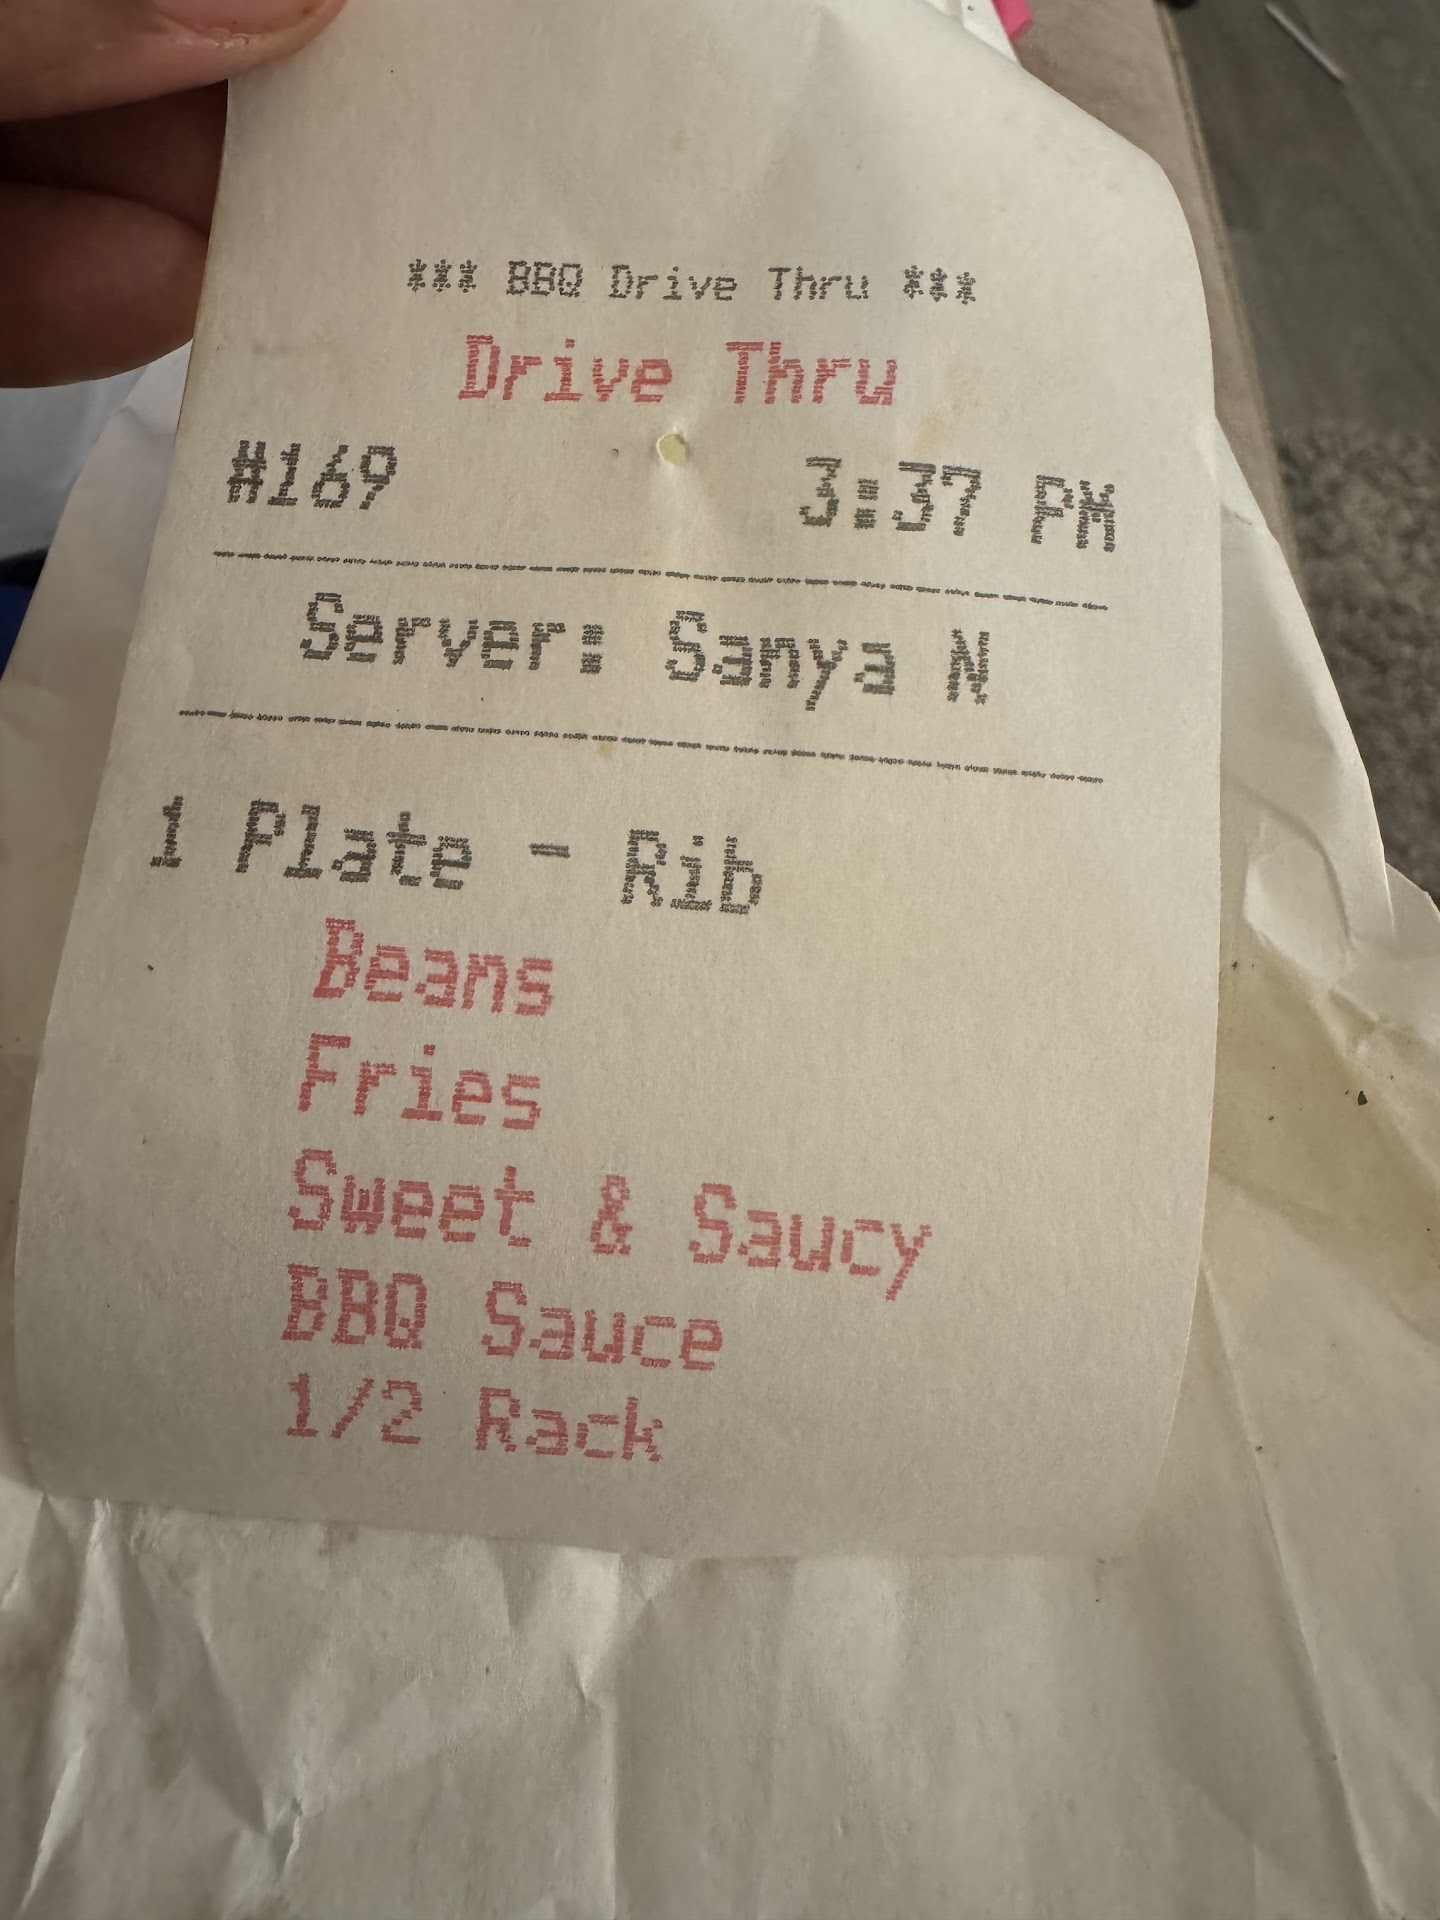 *** BBQ Drive Thru ***
Drive Thru
#169 3:37 PM
Server: Sanya N
1 Plate - Rib
Beans
Fries
Sweet & Saucy
BBQ Sauce
1/2 Rack